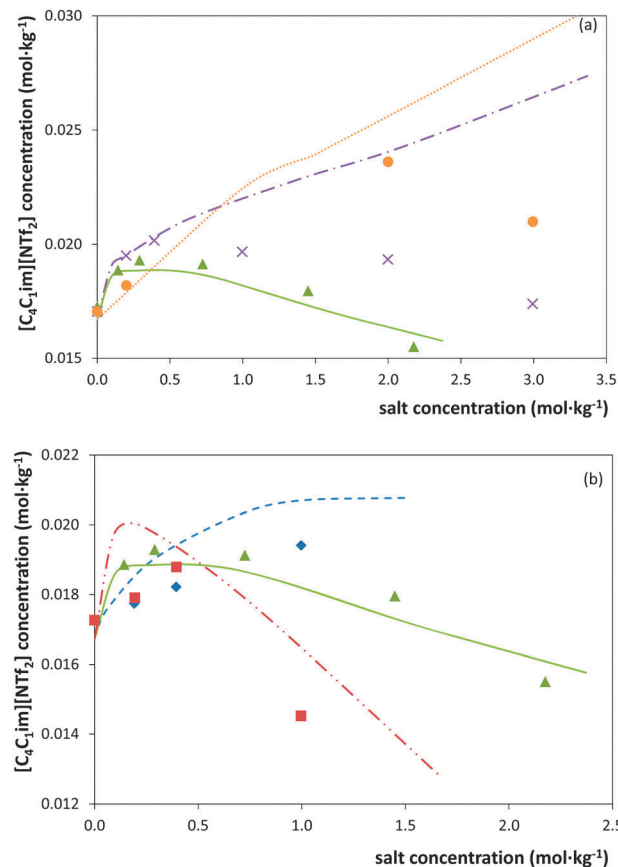 (a)
[C₄C₁im][NTf₂] concentration (mol·kg⁻¹)
0.030
0.025
0.020
0.015
0.0 0.5 1.0 1.5 2.0 2.5 3.0 3.5
salt concentration (mol·kg⁻¹)
(b)
[C₄C₁im][NTf₂] concentration (mol·kg⁻¹)
0.022
0.020
0.018
0.016
0.014
0.012
0.0 0.5 1.0 1.5 2.0 2.5
salt concentration (mol·kg⁻¹)